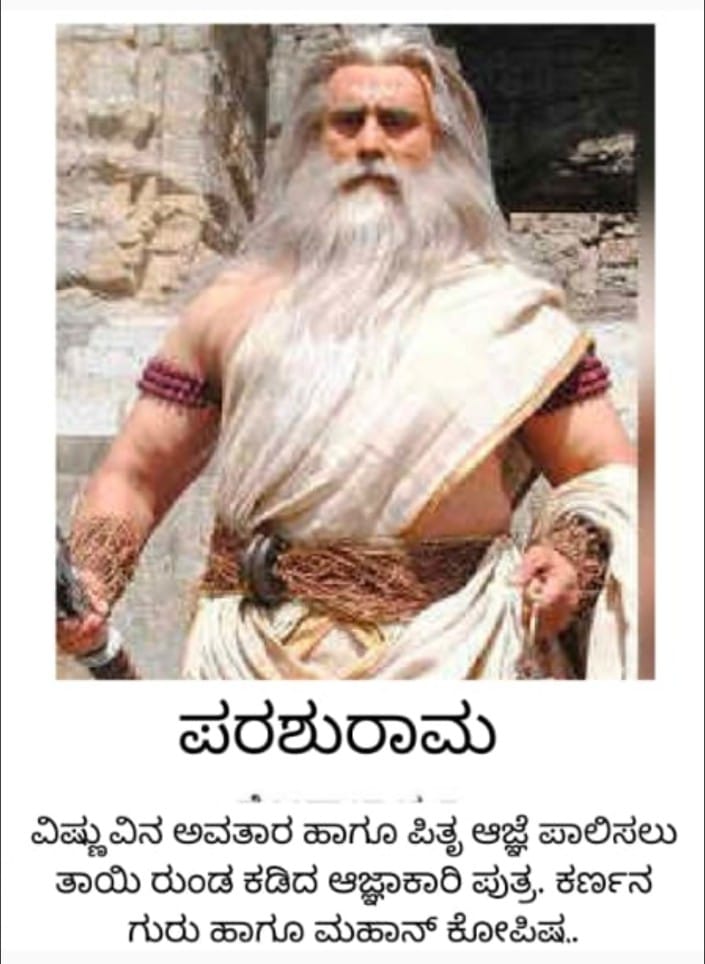 ಪರಶುರಾಮ
ವಿಷ್ಣುವಿನ ಅವತಾರ ಹಾಗೂ ಪಿತೃ ಆಜ್ಞೆ ಪಾಲಿಸಲು
ತಾಯಿ ರುಂಡ ಕಡಿದ ಆಜ್ಞಾಕಾರಿ ಪುತ್ರ. ಕರ್ಣನ
ಗುರು ಹಾಗೂ ಮಹಾನ್ ಕೋಪಿಷ..